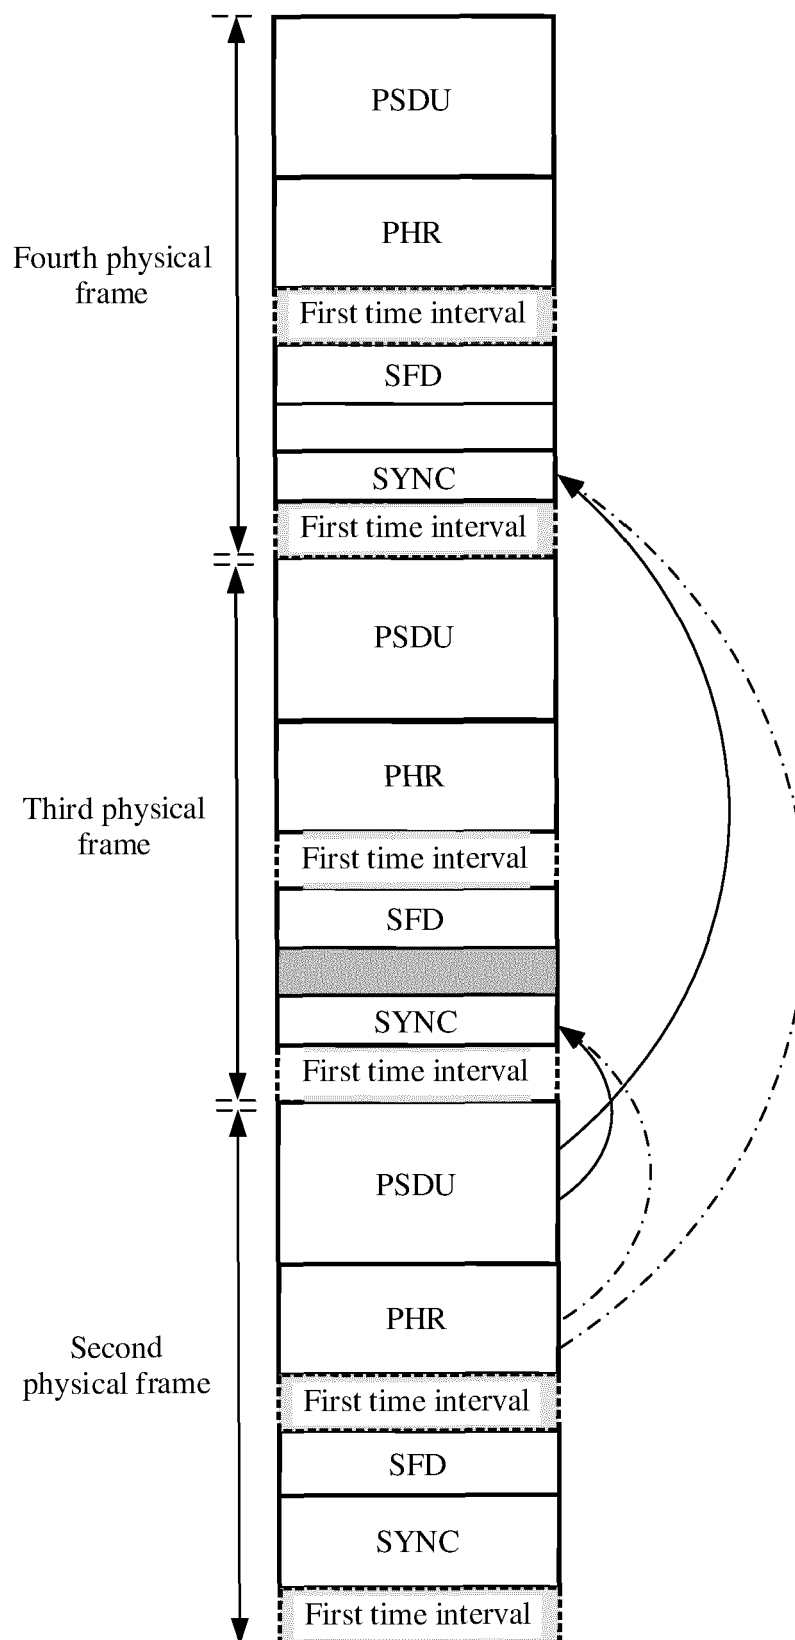 PSDU
PHR
Fourth physical
frame
First time interval
SFD
SYNC
First time interval
PSDU
PHR
Third physical
frame
First time interval
SFD
SYNC
First time interval
PSDU
PHR
Second
physical frame
First time interval
SFD
SYNC
First time interval